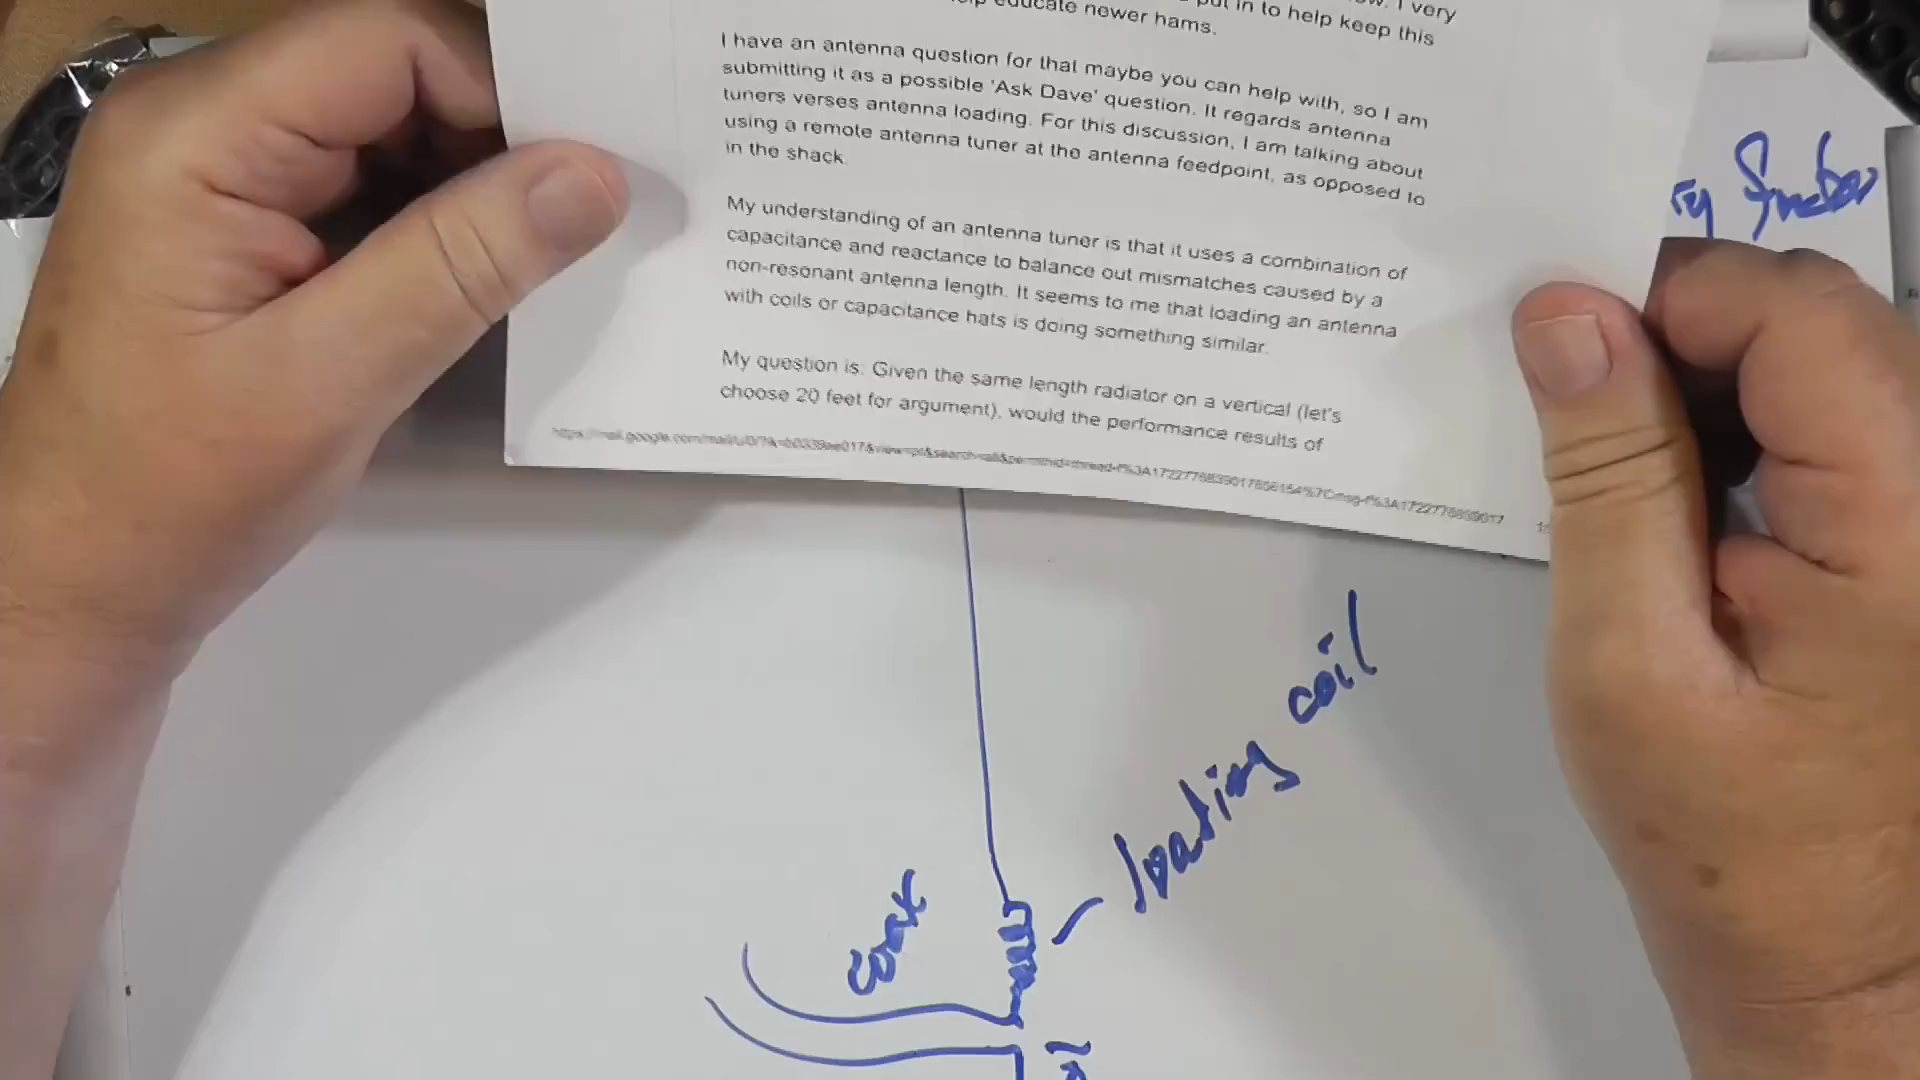 I very
put in to help keep this
educate newer hams.
I have an antenna question for that maybe you can help with, so I am
submitting it as a possible 'Ask Dave' question. It regards antenna
tuners verses antenna loading. For this discussion, I am talking about
using a remote antenna tuner at the antenna feedpoint, as opposed to
in the shack.
My understanding of an antenna tuner is that it uses a combination of
capacitance and reactance to balance out mismatches caused by a
non-resonant antenna length. It seems to me that loading an antenna
with coils or capacitance hats is doing something similar.
My question is: Given the same length radiator on a vertical (let's
choose 20 feet for argument), would the performance results of
loading coil
coax